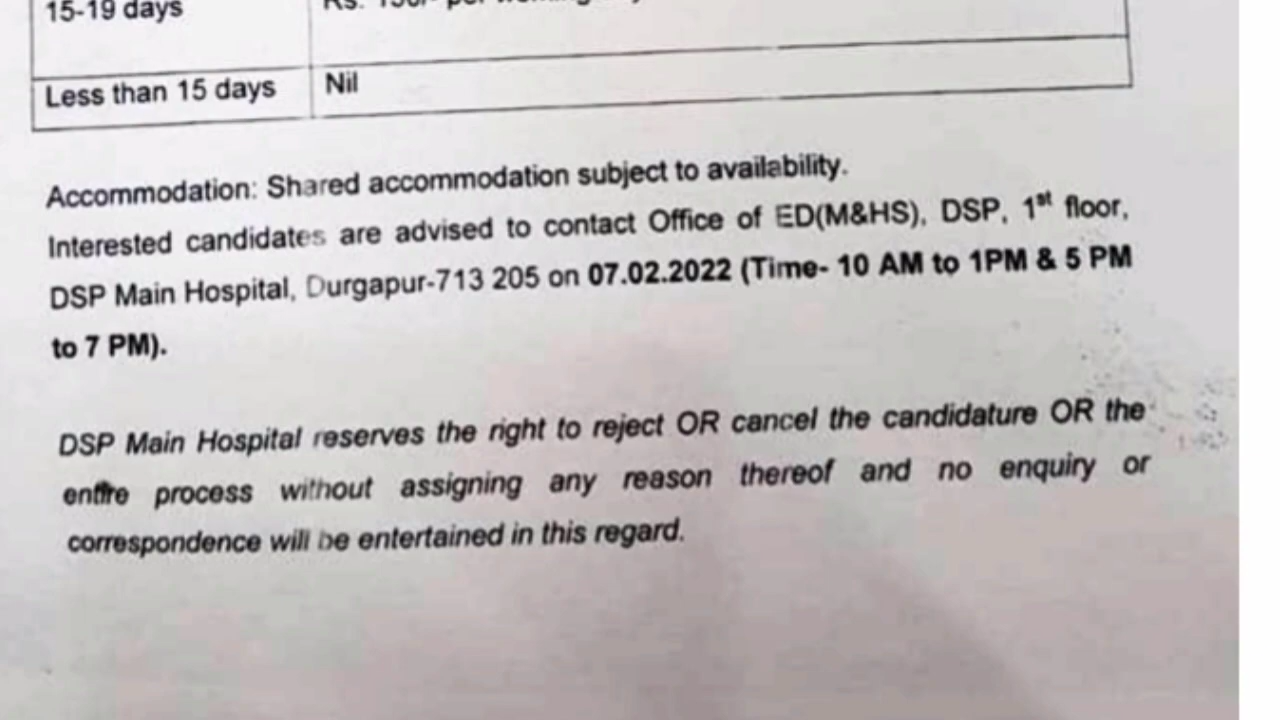 15-19 days
Rs. 150/- per working
Less than 15 days Nil
Accommodation: Shared accommodation subject to availability.
Interested candidates are advised to contact Office of ED(M&HS), DSP, 1st floor,
DSP Main Hospital, Durgapur-713 205 on 07.02.2022 (Time- 10 AM to 1PM & 5 PM
to 7 PM).
DSP Main Hospital reserves the right to reject OR cancel the candidature OR the
entire process without assigning any reason thereof and no enquiry or
correspondence will be entertained in this regard.